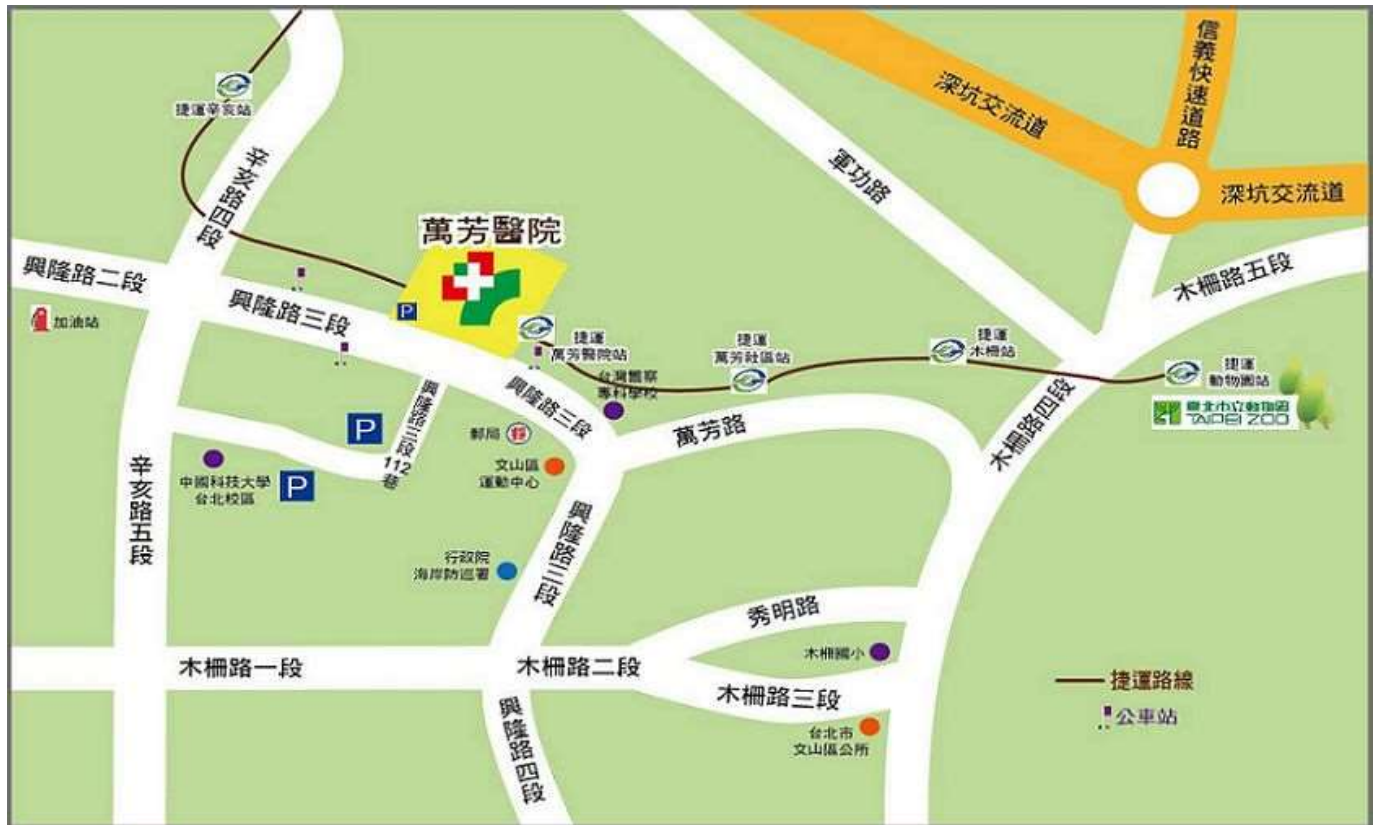 信義快速道路
深坑交流道
捷運辛亥站
軍功路
辛亥路四段
深坑交流道
萬芳醫院
興隆路二段
木柵路五段
興隆路三段
P
加油站
捷運
萬芳醫院站
捷運
萬芳社區站
捷運
木柵站
捷運
動物園站
台灣警察
專科學校
興隆路三段
臺北市立動物園
TAIPEI ZOO
興隆路三段
112
巷
P
郵局
萬芳路
木柵路四段
文山區
運動中心
中國科技大學
台北校區
P
辛亥路五段
興隆路三段
行政院
海岸防巡署
秀明路
木柵國小
木柵路一段
木柵路二段
木柵路三段
捷運路線
公車站
興隆路四段
台北市
文山區公所